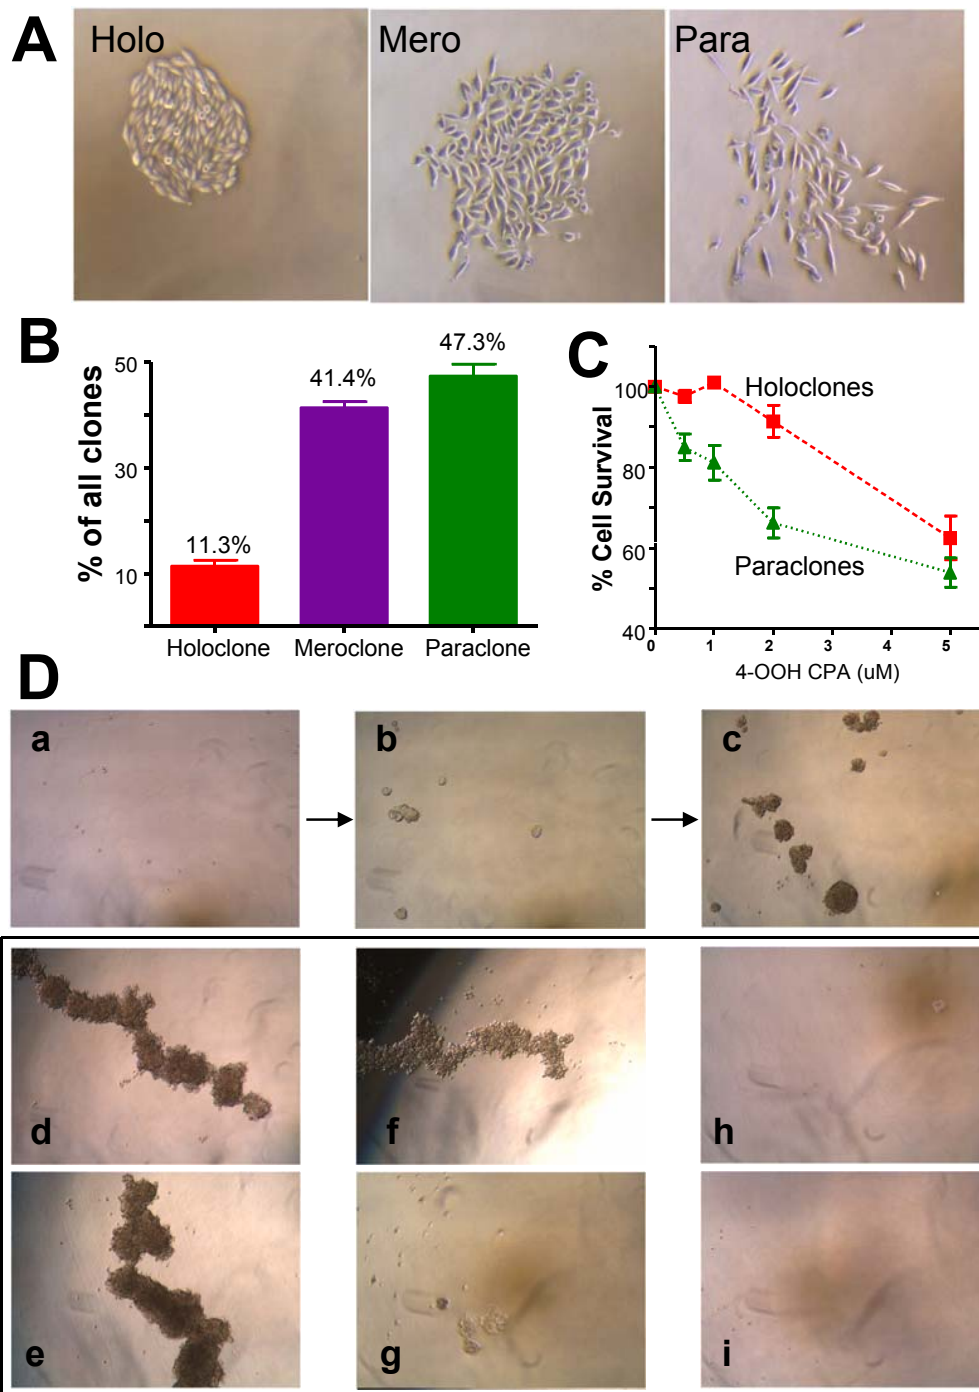 A
Holo
Mero
Para
B
% of all clones
50
30
10
11.3%
41.4%
47.3%
Holoclone
Meroclone
Paraclone
C
% Cell Survival
100
80
60
40
Holoclones
Paraclones
0
1
2
3
4
5
4-OOH CPA (uM)
D
a
b
c
d
f
h
e
g
i